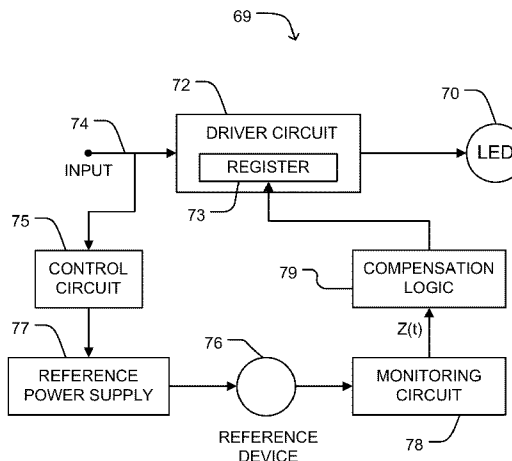 69
72
70
74
DRIVER CIRCUIT
LED
INPUT
REGISTER
73
75
CONTROL
CIRCUIT
79
COMPENSATION
LOGIC
77
76
Z(t)
REFERENCE
POWER SUPPLY
MONITORING
CIRCUIT
REFERENCE
DEVICE
78